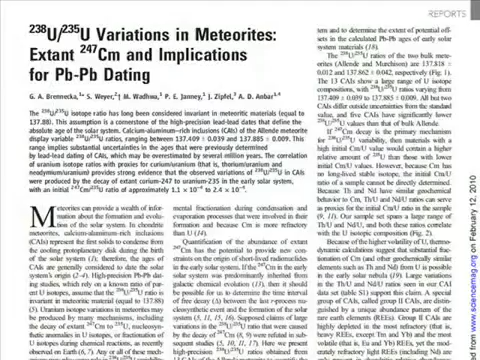 REPORTS
238U/235U Variations in Meteorites:
Extant 247Cm and Implications
for Pb-Pb Dating
G. A. Brennecka,1* S. Weyer,2† M. Wadhwa,1 P. E. Janney,1 J. Zipfel,3 A. D. Anbar1,4
The 238U/235U isotope ratio has long been considered invariant in meteoritic materials (equal to
137.88). This assumption is a cornerstone of the high-precision lead-lead dates that define the
absolute age of the solar system. Calcium-aluminum–rich inclusions (CAIs) of the Allende meteorite
display variable 238U/235U ratios, ranging between 137.409 ± 0.039 and 137.885 ± 0.009. This
range implies substantial uncertainties in the ages that were previously determined
by lead-lead dating of CAIs, which may be overestimated by several million years. The correlation
of uranium isotope ratios with proxies for curium/uranium (that is, thorium/uranium and
neodymium/uranium) provides strong evidence that the observed variations of 238U/235U in CAIs
were produced by the decay of extant curium-247 to uranium-235 in the early solar system,
with an initial 247Cm/235U ratio of approximately 1.1 × 10−4 to 2.4 × 10−4.
Meteorites can provide a wealth of information
about the formation and evolution
of the solar system. In chondrite
meteorites, calcium-aluminum–rich inclusions
(CAIs) represent the first solids to condense from
the cooling protoplanetary disk during the birth
of the solar system (1); therefore, the ages of
CAIs are generally considered to date the solar
system's origin (2–4). High-precision Pb-Pb dating
studies, which rely on a known ratio of parent
U isotopes, assume that the 238U/235U ratio is
invariant in meteoritic material (equal to 137.88)
(5). Uranium isotope variations in meteorites may
be produced by many mechanisms, including
the decay of extant 247Cm to 235U, nucleosynthetic
anomalies in U isotopes, or fractionation of
U isotopes during chemical reactions, as recently
observed on Earth (6, 7). Any or all of these mech-
mental fractionation during condensation and
evaporation processes that were involved in their
formation and because Cm is more refractory
than U (14).
Quantification of the abundance of extant
247Cm has the potential to provide new constraints
on the origin of short-lived radionuclides
in the early solar system. If the 247Cm in the early
solar system was predominantly inherited from
galactic chemical evolution (11), then it should
be possible for us to determine the time interval
of free decay (Δ) between the last r-process nucleosynthetic
event and the formation of the solar
system (5, 11, 15, 16). Supposed claims of large
variations in the 238U/235U ratio that were caused
by the decay of 247Cm (8, 9) were refuted in subsequent
studies (5, 10, 11, 17). Here we present
high-precision 238U/235U ratios obtained from
tem and to determine the extent of potential offsets
in the calculated Pb-Pb ages of early solar
system materials (18).
The 238U/235U ratios of the two bulk meteorites
(Allende and Murchison) are 137.818 ±
0.012 and 137.862 ± 0.042, respectively (Fig. 1).
The 13 CAIs show a large range of U isotope
compositions, with 238U/235U ratios varying from
137.409 ± 0.039 to 137.885 ± 0.009. All but two
CAIs differ outside uncertainties from the standard
value, and five CAIs have significantly lower
238U/235U values than that of bulk Allende.
If 247Cm decay is the primary mechanism
for 238U/235U variability, then materials with a
high initial Cm/U value would contain a higher
relative amount of 235U than those with lower
initial Cm/U values. However, because Cm has
no long-lived stable isotope, the initial Cm/U
ratio of a sample cannot be directly determined.
Because Th and Nd have similar geochemical
behavior to Cm, Th/U and Nd/U ratios can serve
as proxies for the initial Cm/U ratio in the sample
(9, 11). Our sample set spans a large range of
Th/U and Nd/U, and both these ratios correlate
with the U isotopic composition (Fig. 2).
Because of the higher volatility of U, thermodynamic
calculations suggest that substantial fractionation
of Cm (and other geochemically similar
elements such as Th and Nd) from U is possible
in the early solar nebula (19). Large variations
in the Th/U and Nd/U ratios seen in our CAI
data set (table S1) support this claim. A special
group of CAIs, called group II CAIs, are distinguished
by a unique abundance pattern of the
rare earth elements (REEs). Group II CAIs are
highly depleted in the most refractory (that is,
heavy REEs, except Tm and Yb) and the most
volatile (that is, Eu and Yb) REEs, yet the moderately
refractory light REEs (including Nd) are
on February 12, 2010
www.sciencemag.org